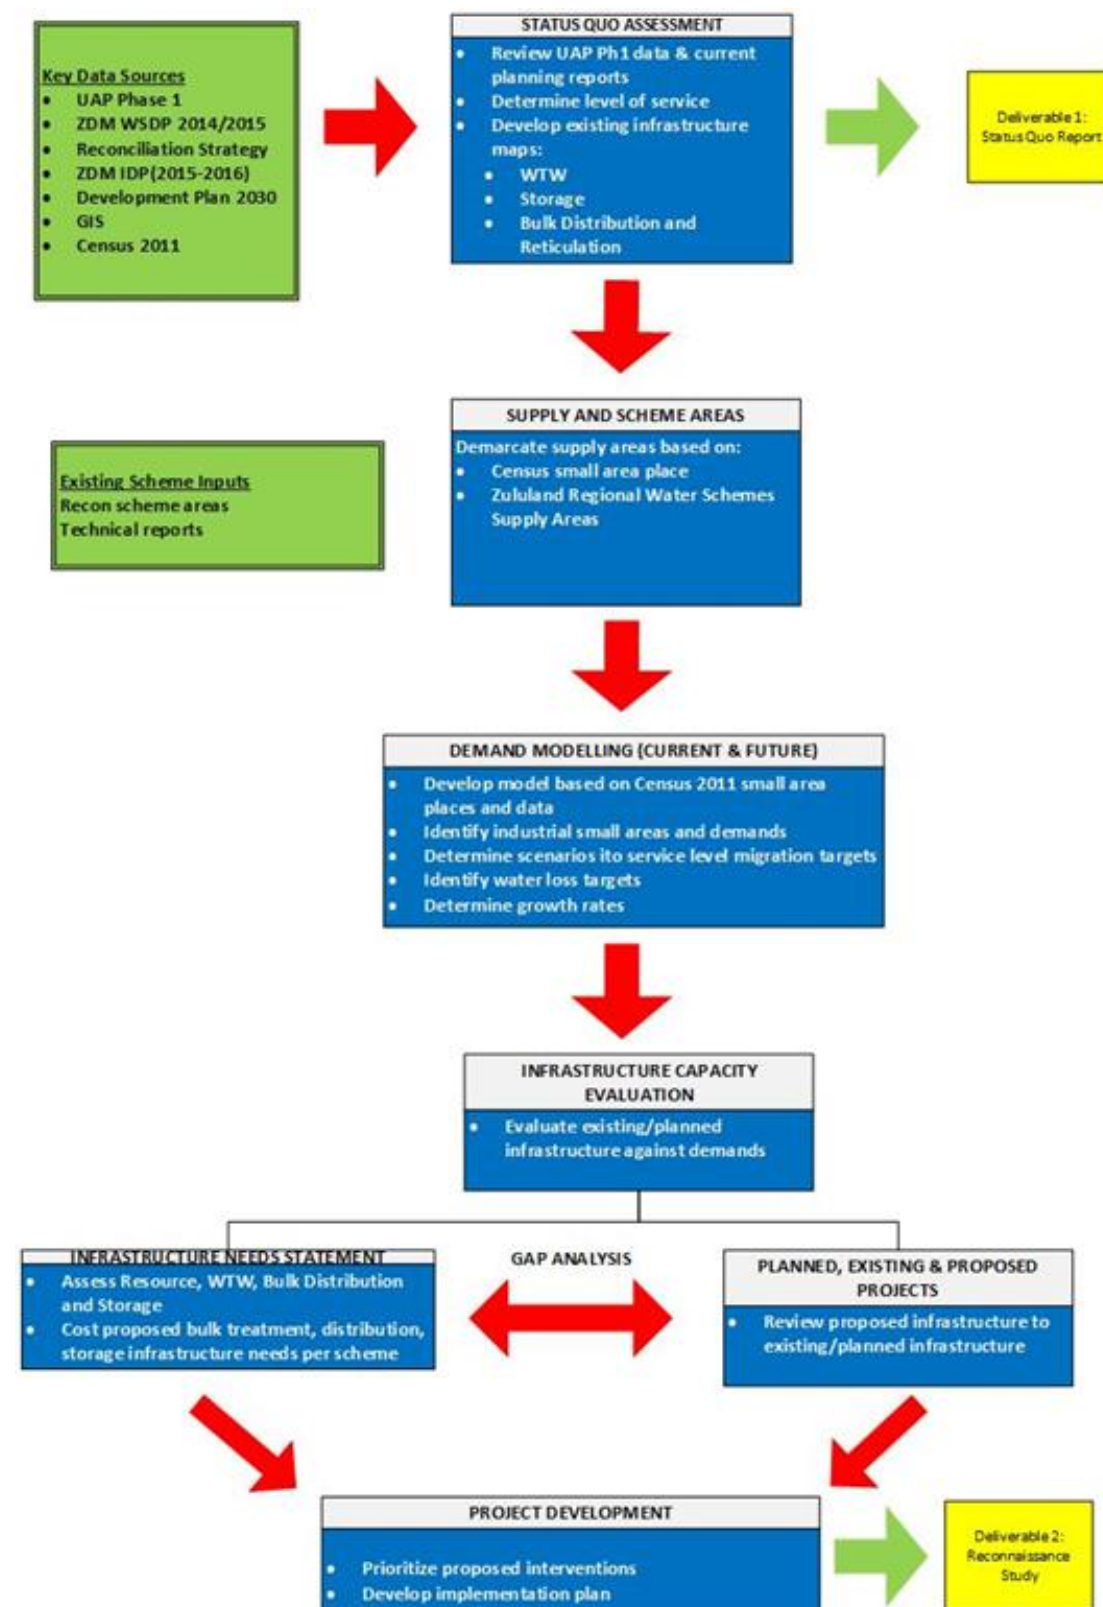 Key Data Sources
• UAP Phase 1
• ZDM WSDP 2014/2015
• Reconciliation Strategy
• ZDM IDP(2015-2016)
• Development Plan 2030
• GIS
• Census 2011
STATUS QUO ASSESSMENT
• Review UAP Ph1 data & current
planning reports
• Determine level of service
• Develop existing infrastructure
maps:
• WTW
• Storage
• Bulk Distribution and
Reticulation
Deliverable 1:
Status Quo Report
Existing Scheme Inputs
Recon scheme areas
Technical reports
SUPPLY AND SCHEME AREAS
Demarcate supply areas based on:
• Census small area place
• Zululand Regional Water Schemes
Supply Areas
DEMAND MODELLING (CURRENT & FUTURE)
• Develop model based on Census 2011 small area
places and data
• Identify industrial small areas and demands
• Determine scenarios ito service level migration targets
• Identify water loss targets
• Determine growth rates
INFRASTRUCTURE CAPACITY
EVALUATION
• Evaluate existing/planned
infrastructure against demands
INFRASTRUCTURE NEEDS STATEMENT
• Assess Resource, WTW, Bulk Distribution
and Storage
• Cost proposed bulk treatment, distribution,
storage infrastructure needs per scheme
GAP ANALYSIS
PLANNED, EXISTING & PROPOSED
PROJECTS
• Review proposed infrastructure to
existing/planned infrastructure
PROJECT DEVELOPMENT
• Prioritize proposed interventions
• Develop implementation plan
Deliverable 2:
Reconnaissance
Study